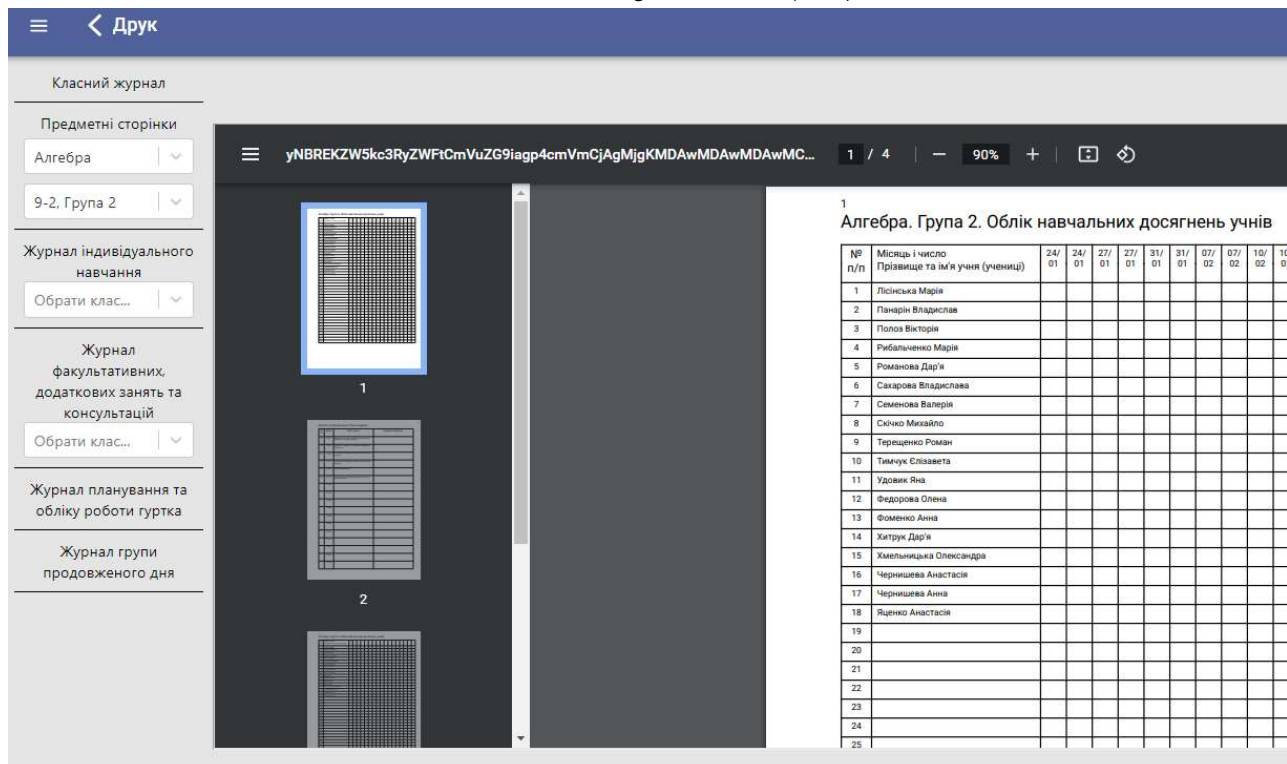 Друк
Класний журнал
Предметні сторінки
Алгебра
9-2, Група 2
Журнал індивідуального
навчання
Обрати клас...
Журнал
факультативних,
додаткових занять та
консультацій
Обрати клас...
Журнал планування та
обліку роботи гуртка
Журнал групи
продовженого дня
yNBREKZW5kc3RyZWFtCmVuZG9iagp4cmVmCjAgMjgKMDAwMDAwMDAwMC...
1 / 4
90%
1
2
1
Алгебра. Група 2. Облік навчальних досягнень учнів
№ п/п Місяць і число Прізвище та ім'я учня (учениці) 24/01 24/01 27/01 27/01 31/01 31/01 07/02 07/02 10/02
1 Лісінська Марія
2 Панарін Владислав
3 Полоз Вікторія
4 Рибальченко Марія
5 Романова Дар'я
6 Сахарова Владислава
7 Семенова Валерія
8 Скічко Михайло
9 Терещенко Роман
10 Тимчук Єлізавета
11 Удовик Яна
12 Федорова Олена
13 Фоменко Анна
14 Хитрук Дар'я
15 Хмельницька Олександра
16 Чернишева Анастасія
17 Чернишева Анна
18 Яценко Анастасія
19
20
21
22
23
24
25